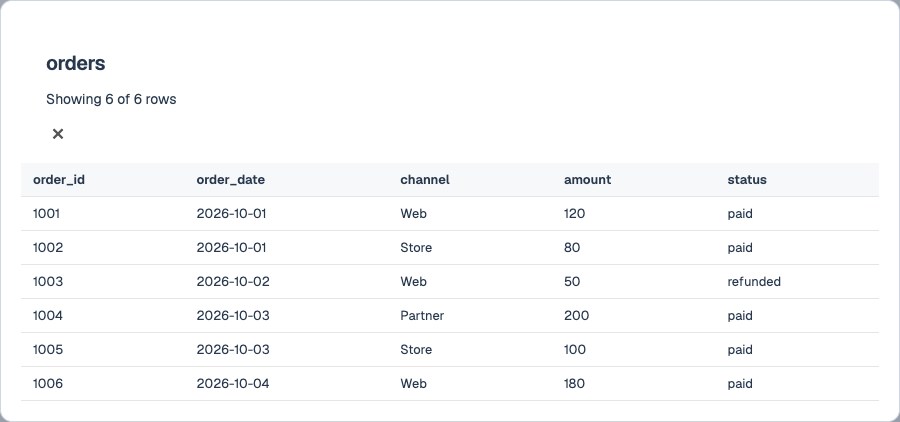 orders
Showing 6 of 6 rows
✕
order_id order_date channel amount status
1001 2026-10-01 Web 120 paid
1002 2026-10-01 Store 80 paid
1003 2026-10-02 Web 50 refunded
1004 2026-10-03 Partner 200 paid
1005 2026-10-03 Store 100 paid
1006 2026-10-04 Web 180 paid